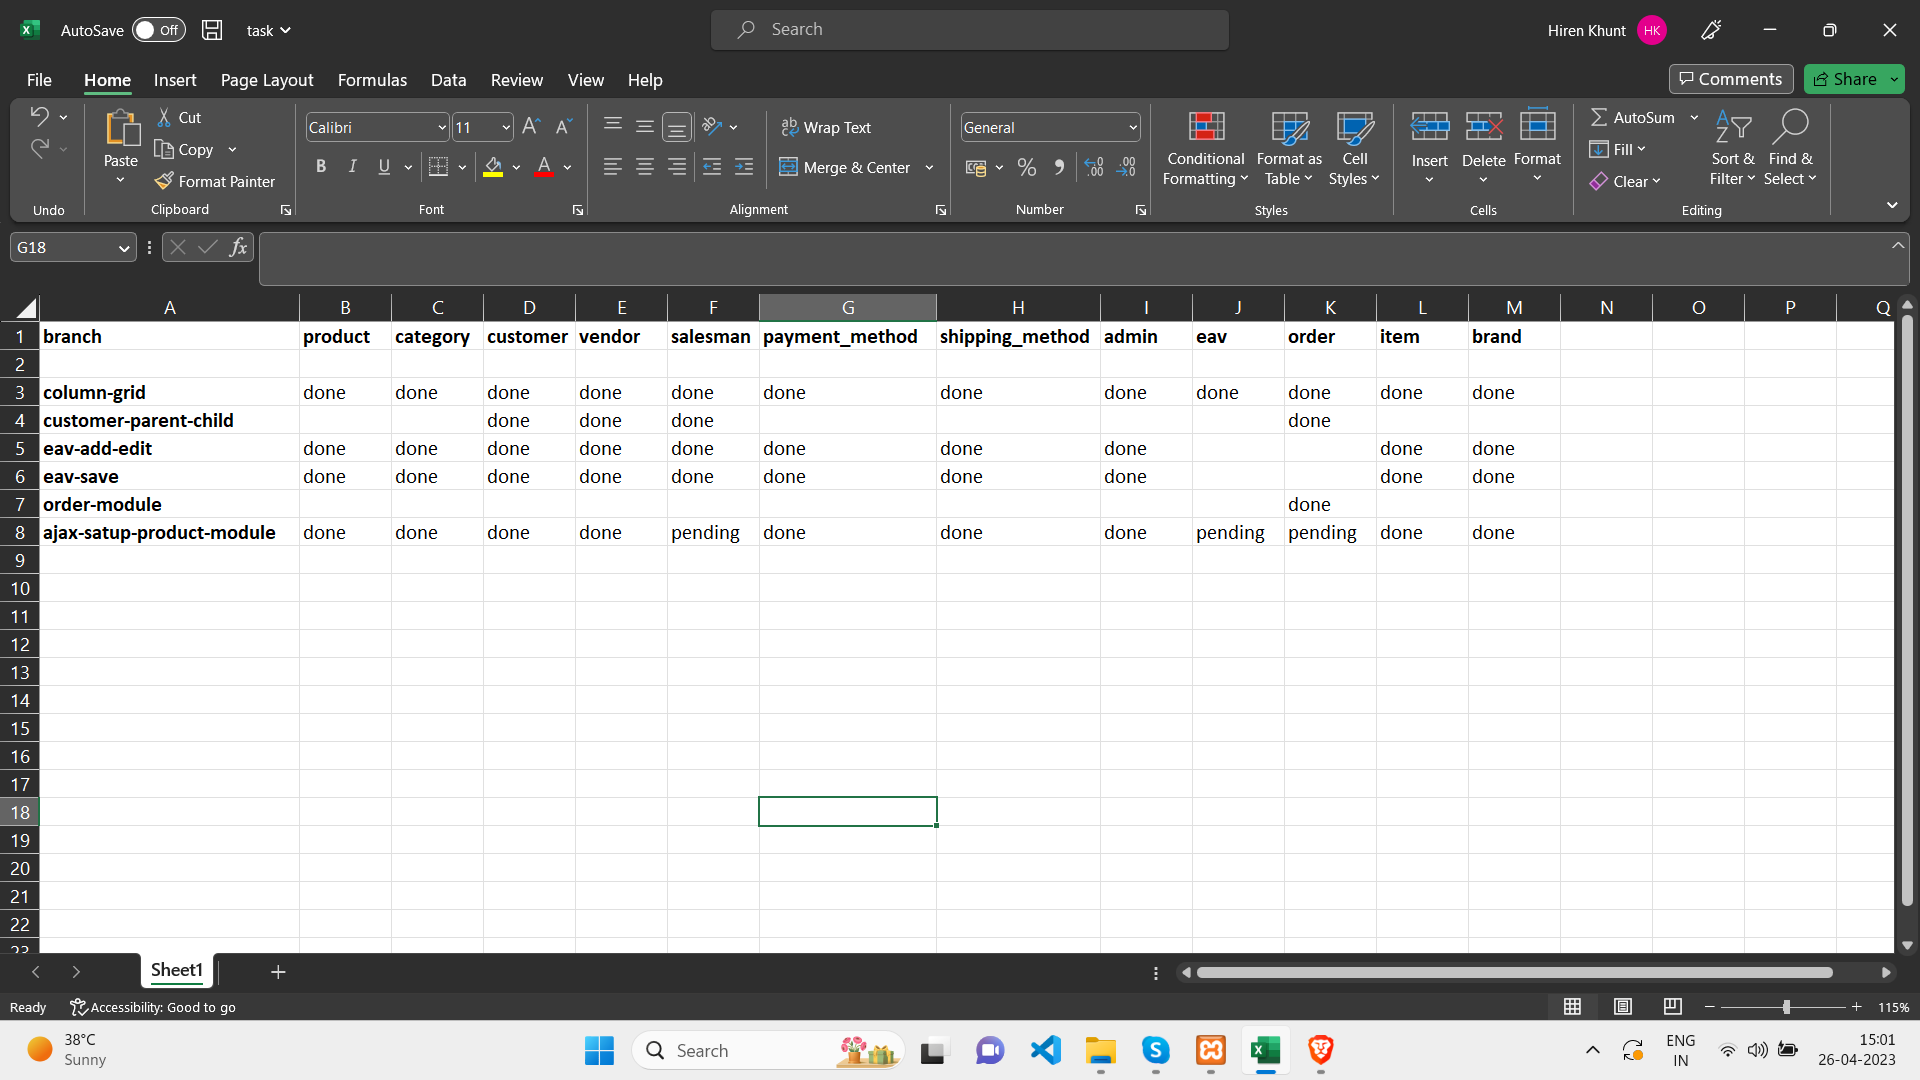 AutoSave Off task Search Hiren Khunt HK
File Home Insert Page Layout Formulas Data Review View Help Comments Share
Cut
Copy
Format Painter
Paste
Calibri 11
B I U A
Wrap Text
Merge & Center
General
Conditional Formatting
Format as Table
Cell Styles
Insert Delete Format
AutoSum
Fill
Clear
Sort & Filter
Find & Select
Undo Clipboard Font Alignment Number Styles Cells Editing
G18 fx
A B C D E F G H I J K L M N O P Q
1 branch product category customer vendor salesman payment_method shipping_method admin eav order item brand
2
3 column-grid done done done done done done done done done done done done
4 customer-parent-child done done done done
5 eav-add-edit done done done done done done done done done done
6 eav-save done done done done done done done done done done
7 order-module done
8 ajax-satup-product-module done done done done pending done done done pending pending done done
9
10
11
12
13
14
15
16
17
18
19
20
21
22
23
Sheet1
Ready Accessibility: Good to go 115%
38°C
Sunny
Search
ENG
IN
15:01
26-04-2023